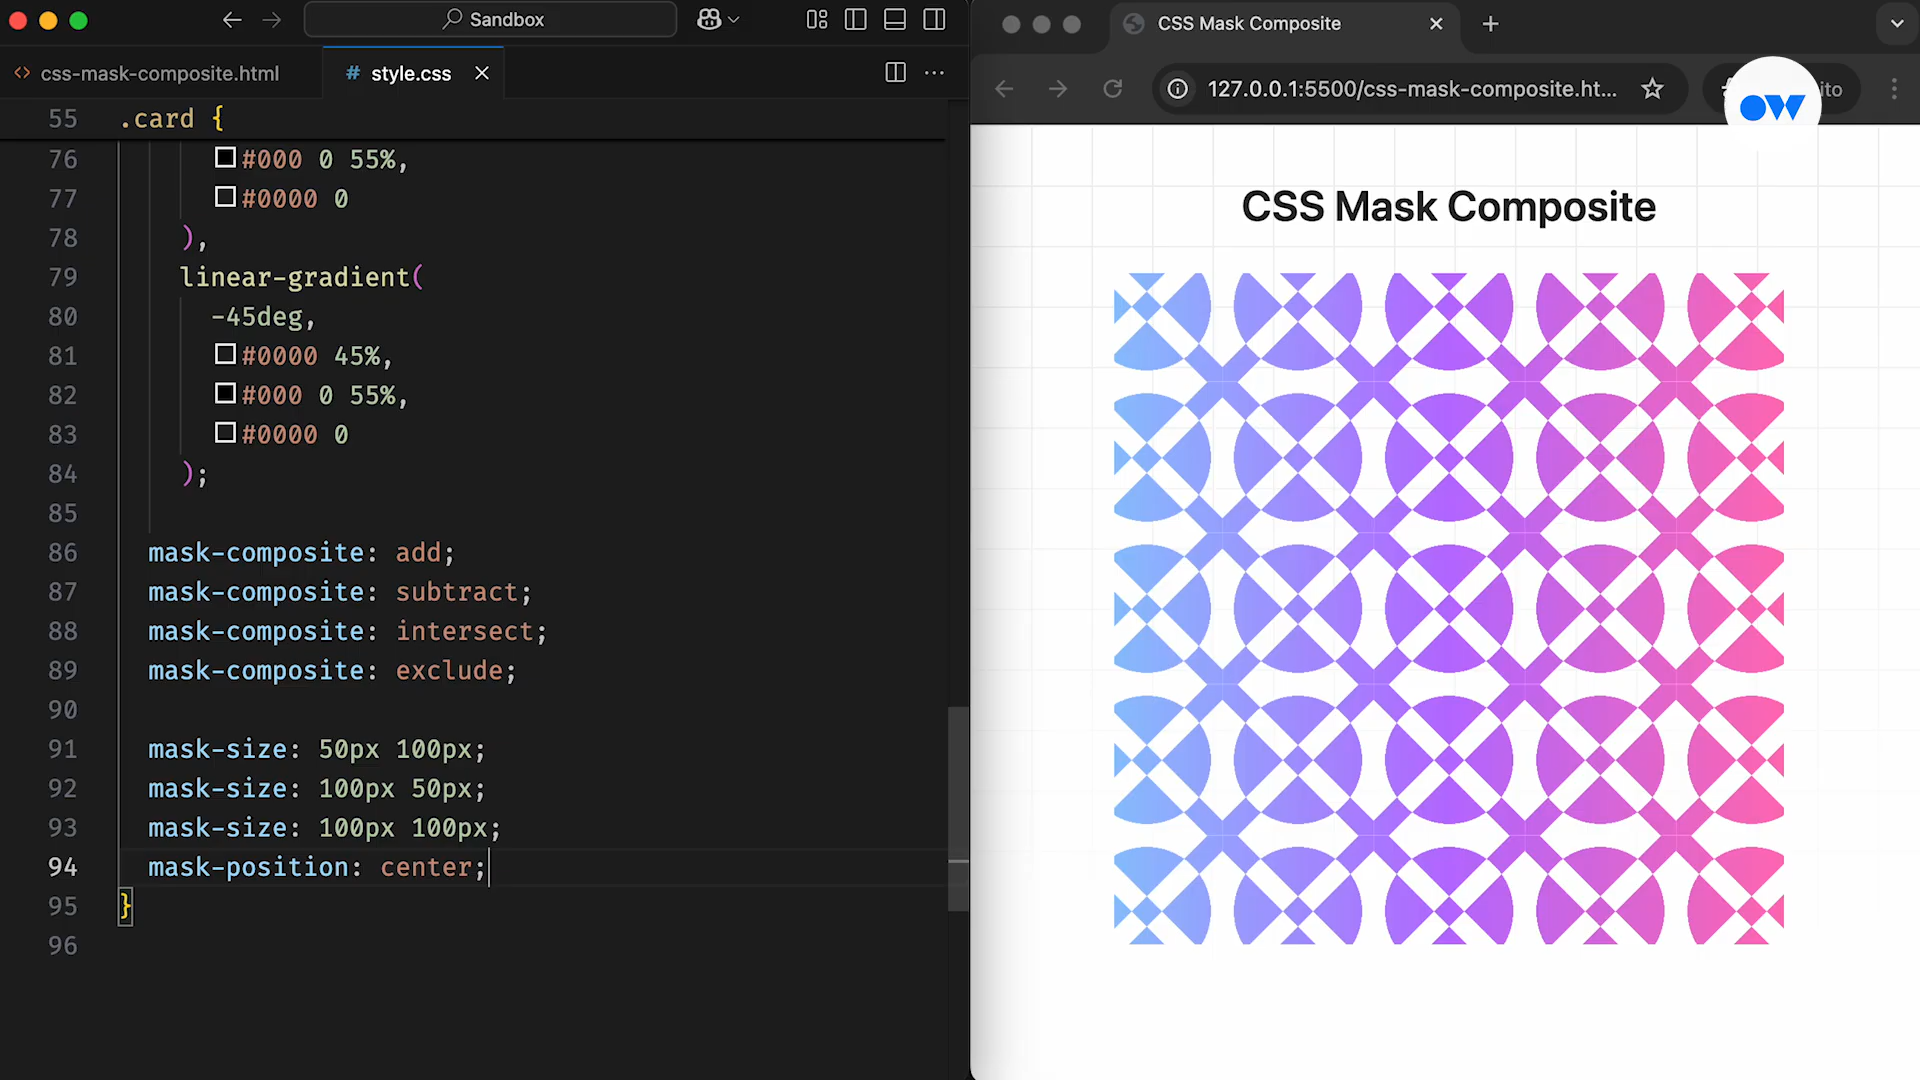 Sandbox
css-mask-composite.html
# style.css
55 .card {
76 #000 0 55%,
77 #0000 0
78 ),
79 linear-gradient(
80 -45deg,
81 #0000 45%,
82 #000 0 55%,
83 #0000 0
84 );
85
86 mask-composite: add;
87 mask-composite: subtract;
88 mask-composite: intersect;
89 mask-composite: exclude;
90
91 mask-size: 50px 100px;
92 mask-size: 100px 50px;
93 mask-size: 100px 100px;
94 mask-position: center;
95 }
96
CSS Mask Composite
127.0.0.1:5500/css-mask-composite.ht...
ito
OW
CSS Mask Composite